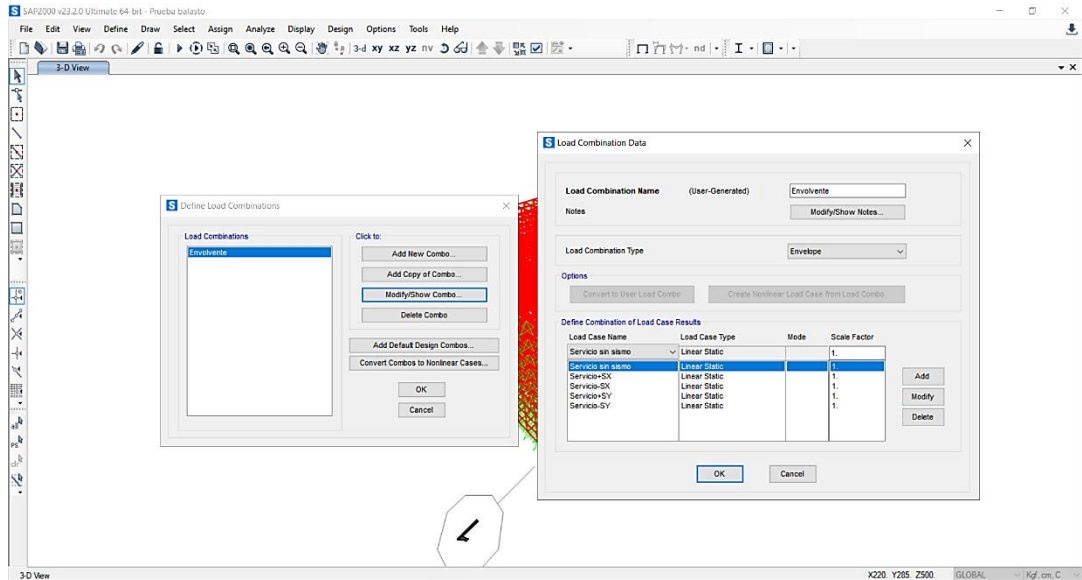 SAP2000 v23.2.0 Ultimate 64-bit - Prueba balasto
File Edit View Define Draw Select Assign Analyze Display Design Options Tools Help
3-d xy xz yz nv nd
3-D View
Define Load Combinations
Load Combinations
Envolvente
Click to:
Add New Combo...
Add Copy of Combo...
Modify/Show Combo...
Delete Combo
Add Default Design Combos...
Convert Combos to Nonlinear Cases...
OK
Cancel
Load Combination Data
Load Combination Name (User-Generated) Envolvente
Notes Modify/Show Notes...
Load Combination Type Envelope
Options
Convert to User Load Combo Create Nonlinear Load Case from Load Combo
Define Combination of Load Case Results
Load Case Name Load Case Type Mode Scale Factor
Servicio sin sismo Linear Static 1.
Servicio sin sismo Linear Static 1.
Servicio+SX Linear Static 1.
Servicio-SX Linear Static 1.
Servicio+SY Linear Static 1.
Servicio-SY Linear Static 1.
Add
Modify
Delete
OK Cancel
all
ps
clr
3-D View X220. Y285. Z500. GLOBAL Kgf, cm, C